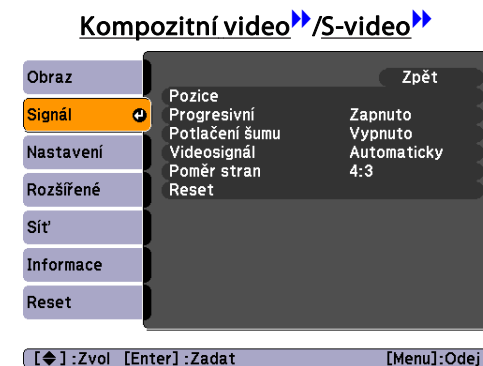 Kompozitní video/S-video
Obraz
Zpět
Pozice
Signál
Progresivní Zapnuto
Potlačení šumu Vypnuto
Nastavení
Videosignál Automaticky
Poměr stran 4:3
Rozšířené
Reset
Síť
Informace
Reset
[◆] :Zvol [Enter] :Zadat [Menu]:Odej